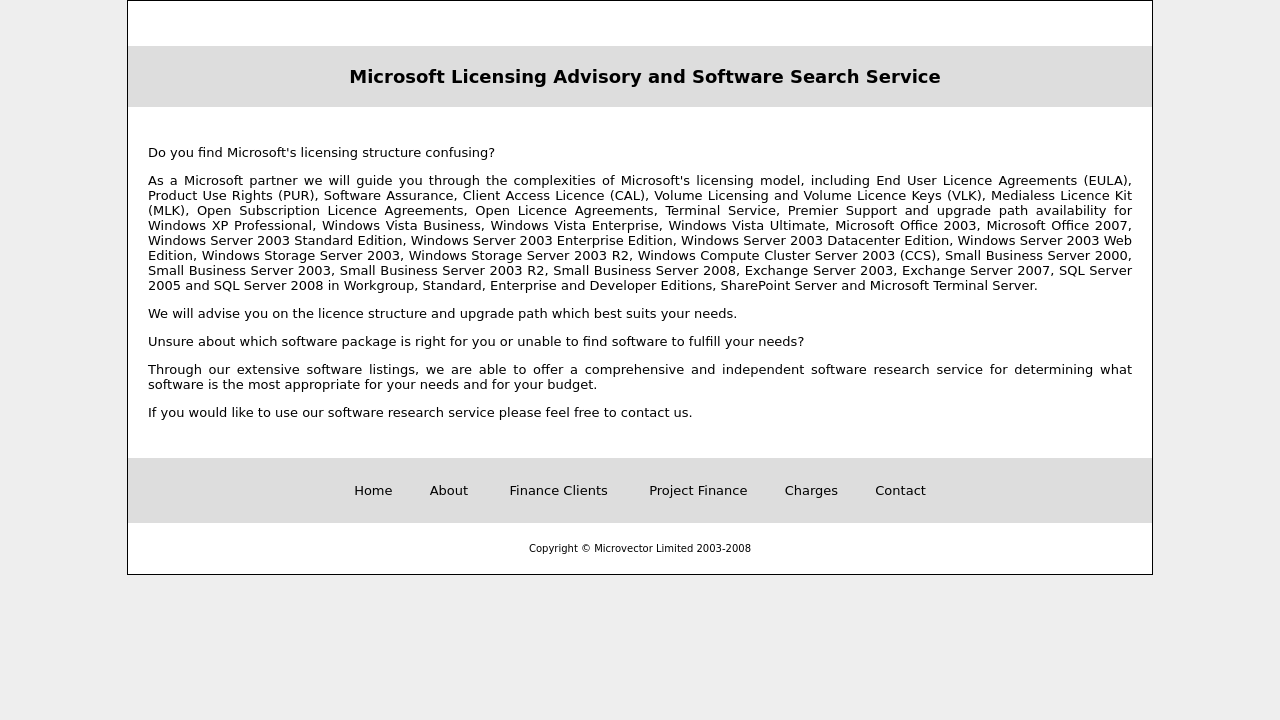 Microsoft Licensing Advisory and Software Search Service
Do you find Microsoft's licensing structure confusing?
As a Microsoft partner we will guide you through the complexities of Microsoft's licensing model, including End User Licence Agreements (EULA),
Product Use Rights (PUR), Software Assurance, Client Access Licence (CAL), Volume Licensing and Volume Licence Keys (VLK), Medialess Licence Kit
(MLK), Open Subscription Licence Agreements, Open Licence Agreements, Terminal Service, Premier Support and upgrade path availability for
Windows XP Professional, Windows Vista Business, Windows Vista Enterprise, Windows Vista Ultimate, Microsoft Office 2003, Microsoft Office 2007,
Windows Server 2003 Standard Edition, Windows Server 2003 Enterprise Edition, Windows Server 2003 Datacenter Edition, Windows Server 2003 Web
Edition, Windows Storage Server 2003, Windows Storage Server 2003 R2, Windows Compute Cluster Server 2003 (CCS), Small Business Server 2000,
Small Business Server 2003, Small Business Server 2003 R2, Small Business Server 2008, Exchange Server 2003, Exchange Server 2007, SQL Server
2005 and SQL Server 2008 in Workgroup, Standard, Enterprise and Developer Editions, SharePoint Server and Microsoft Terminal Server.
We will advise you on the licence structure and upgrade path which best suits your needs.
Unsure about which software package is right for you or unable to find software to fulfill your needs?
Through our extensive software listings, we are able to offer a comprehensive and independent software research service for determining what
software is the most appropriate for your needs and for your budget.
If you would like to use our software research service please feel free to contact us.
Home About Finance Clients Project Finance Charges Contact
Copyright © Microvector Limited 2003-2008